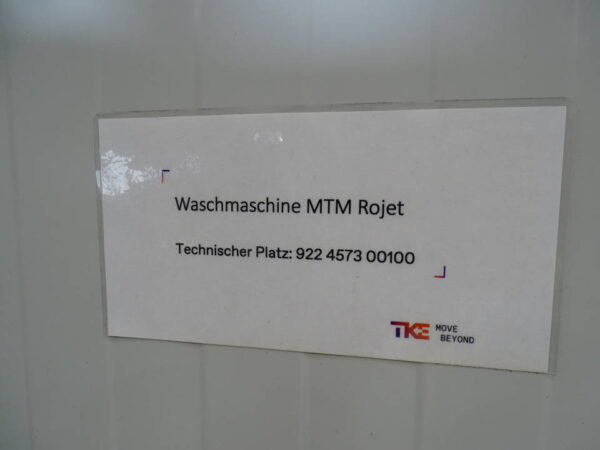 Waschmaschine MTM Rojet
Technischer Platz: 922 4573 00100
TKE MOVE
BEYOND